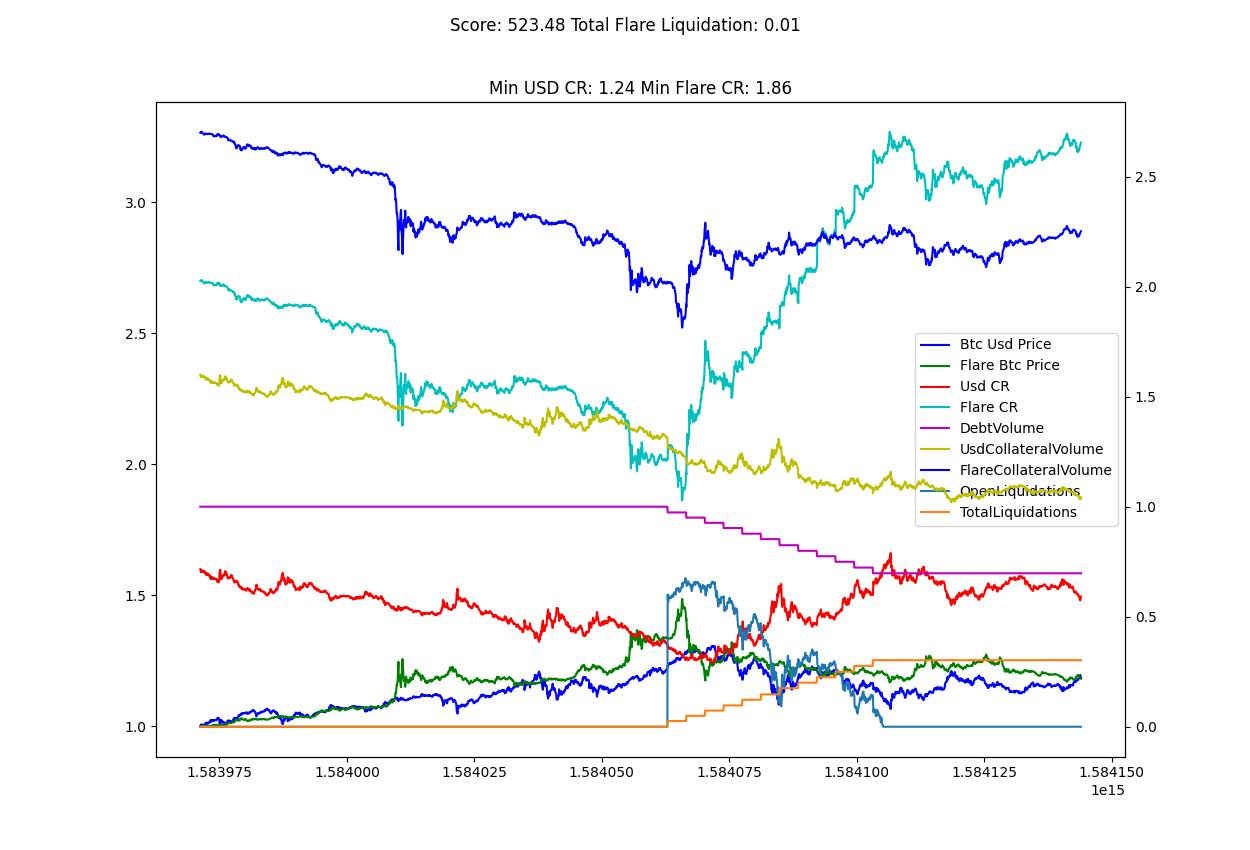 Score: 523.48 Total Flare Liquidation: 0.01
Min USD CR: 1.24 Min Flare CR: 1.86
3.0
2.5
2.0
1.5
1.0
2.5
2.0
1.5
1.0
0.5
0.0
Btc Usd Price
Flare Btc Price
Usd CR
Flare CR
DebtVolume
UsdCollateralVolume
FlareCollateralVolume
OpenLiquidations
TotalLiquidations
1.583975 1.584000 1.584025 1.584050 1.584075 1.584100 1.584125 1.584150
1e15